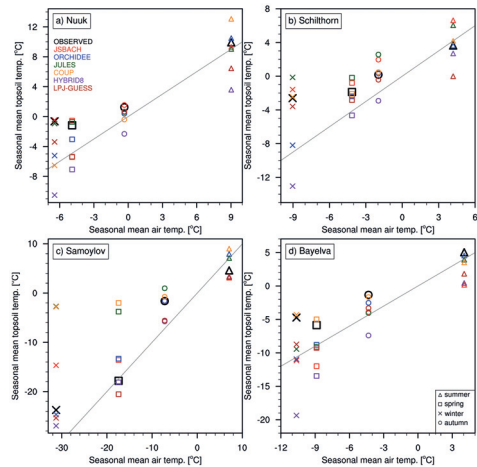 a) Nuuk
OBSERVED
JSBACH
ORCHIDEE
JULES
COUP
HYBRID8
LPJ-GUESS
Seasonal mean topsoil temp. [°C]
12
8
4
0
-4
-8
-12
-6
-3
0
3
6
9
Seasonal mean air temp. [°C]
b) Schilthorn
Seasonal mean topsoil temp. [°C]
8
4
0
-4
-8
-12
-16
-9
-6
-3
0
3
6
Seasonal mean air temp. [°C]
c) Samoylov
Seasonal mean topsoil temp. [°C]
10
0
-10
-20
-30
-20
-10
0
10
Seasonal mean air temp. [°C]
d) Bayelva
Seasonal mean topsoil temp. [°C]
5
0
-5
-10
-15
-20
-12
-8
-4
0
4
Seasonal mean air temp. [°C]
summer
spring
winter
autumn